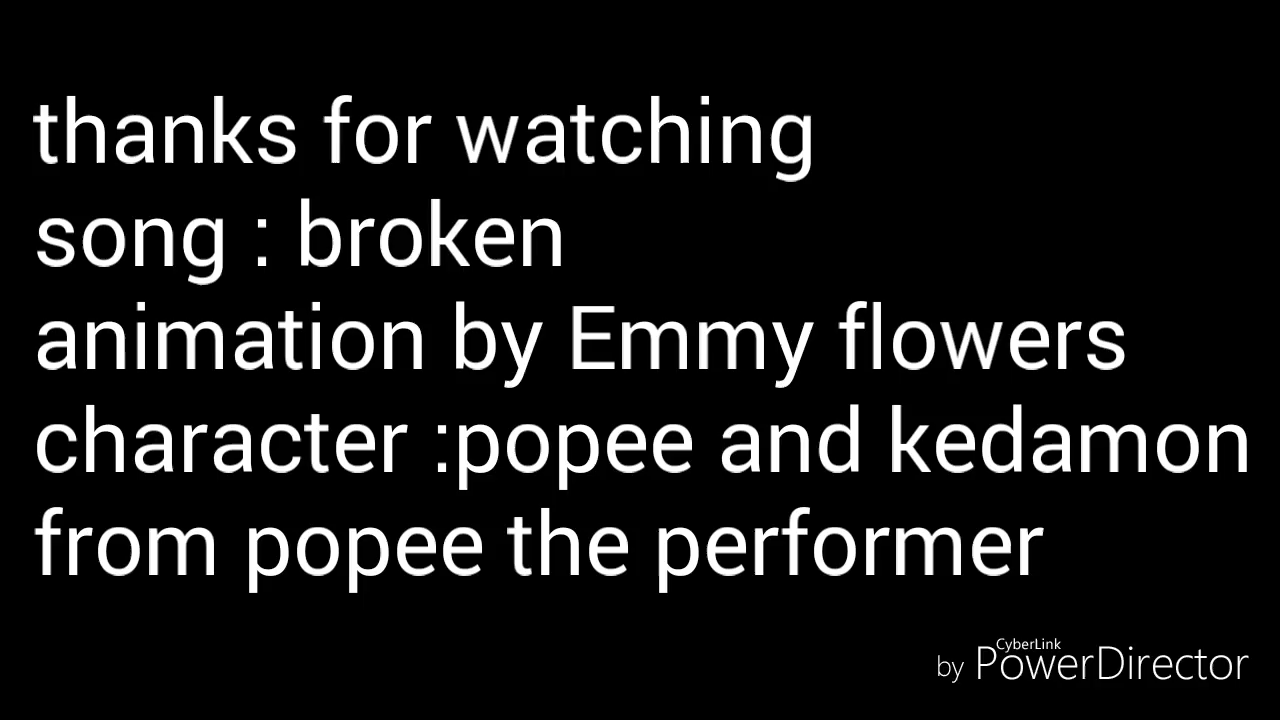 thanks for watching
song : broken
animation by Emmy flowers
character :popee and kedamon
from popee the performer
CyberLink
by PowerDirector